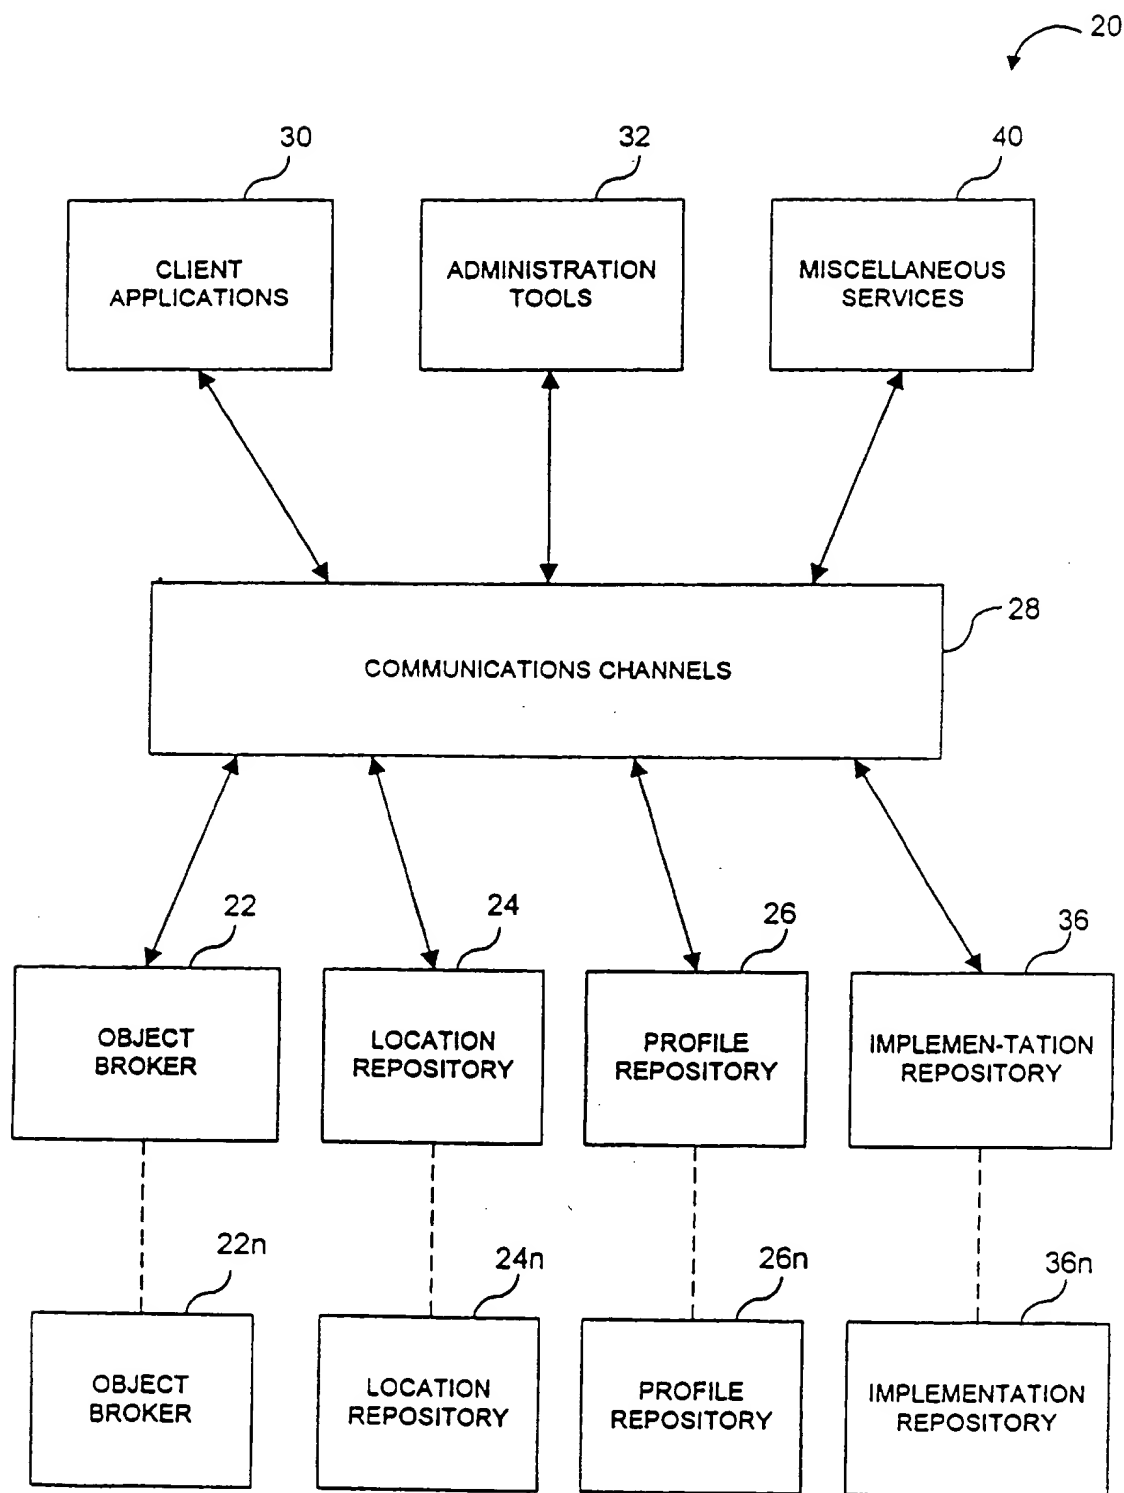 20
30
32
40
CLIENT
APPLICATIONS
ADMINISTRATION
TOOLS
MISCELLANEOUS
SERVICES
28
COMMUNICATIONS CHANNELS
22
24
26
36
OBJECT
BROKER
LOCATION
REPOSITORY
PROFILE
REPOSITORY
IMPLEMEN-TATION
REPOSITORY
22n
24n
26n
36n
OBJECT
BROKER
LOCATION
REPOSITORY
PROFILE
REPOSITORY
IMPLEMENTATION
REPOSITORY